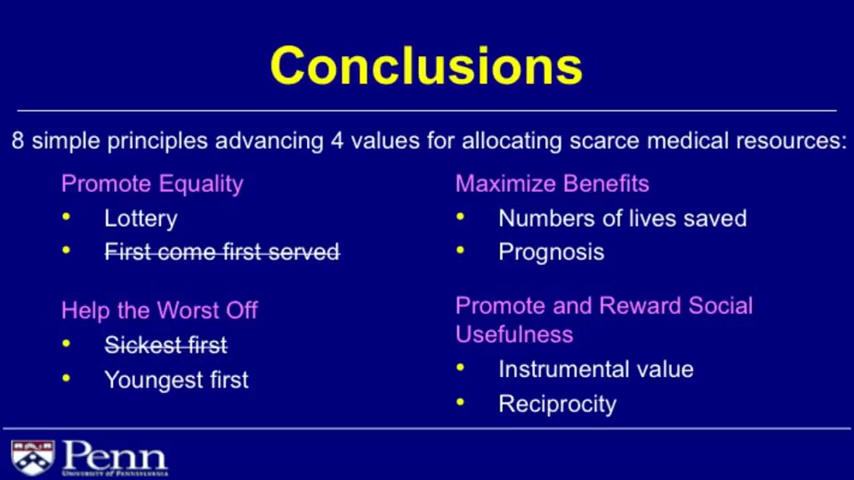 Conclusions
8 simple principles advancing 4 values for allocating scarce medical resources:
Promote Equality
• Lottery
• First come first served
Help the Worst Off
• Sickest first
• Youngest first
Maximize Benefits
• Numbers of lives saved
• Prognosis
Promote and Reward Social
Usefulness
• Instrumental value
• Reciprocity
Penn
UNIVERSITY OF PENNSYLVANIA